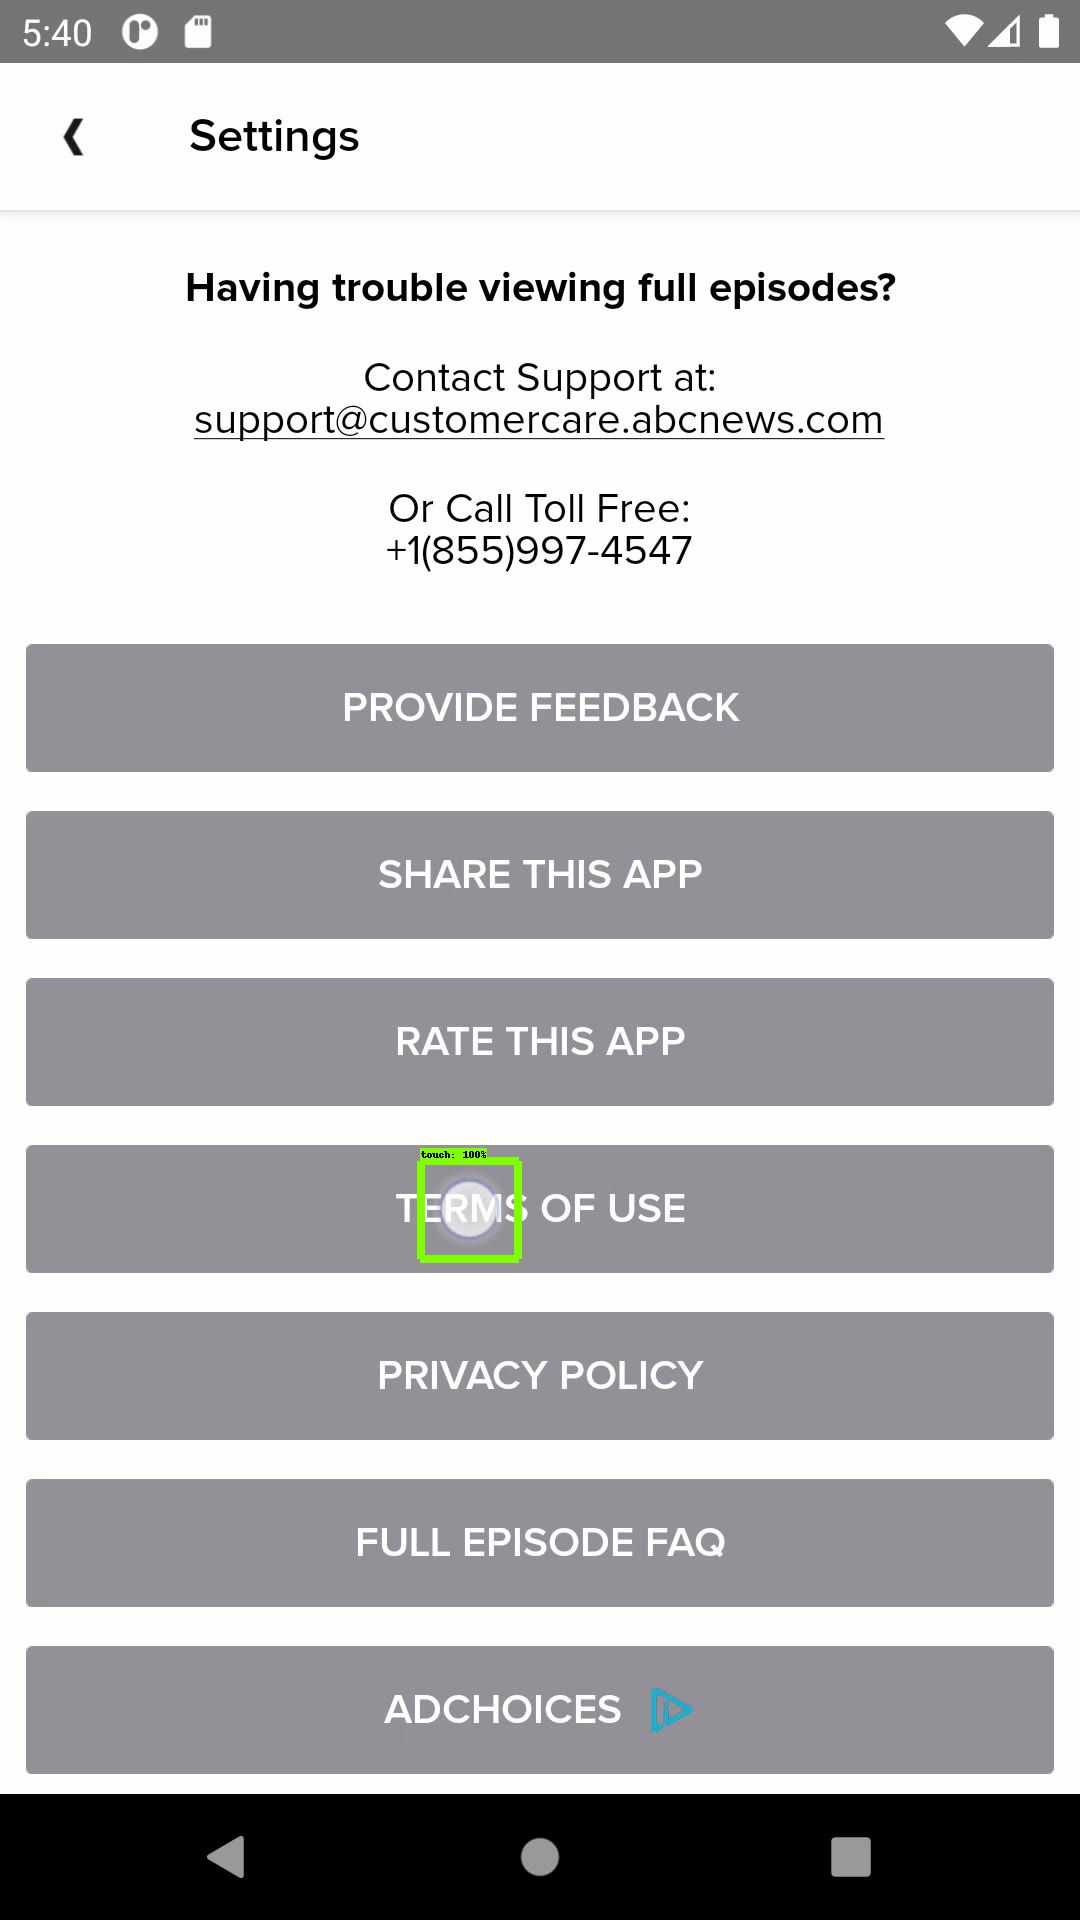 5:40
Settings
Having trouble viewing full episodes?
Contact Support at:
support@customercare.abcnews.com
Or Call Toll Free:
+1(855)997-4547
PROVIDE FEEDBACK
SHARE THIS APP
RATE THIS APP
touch: 100%
TERMS OF USE
PRIVACY POLICY
FULL EPISODE FAQ
ADCHOICES